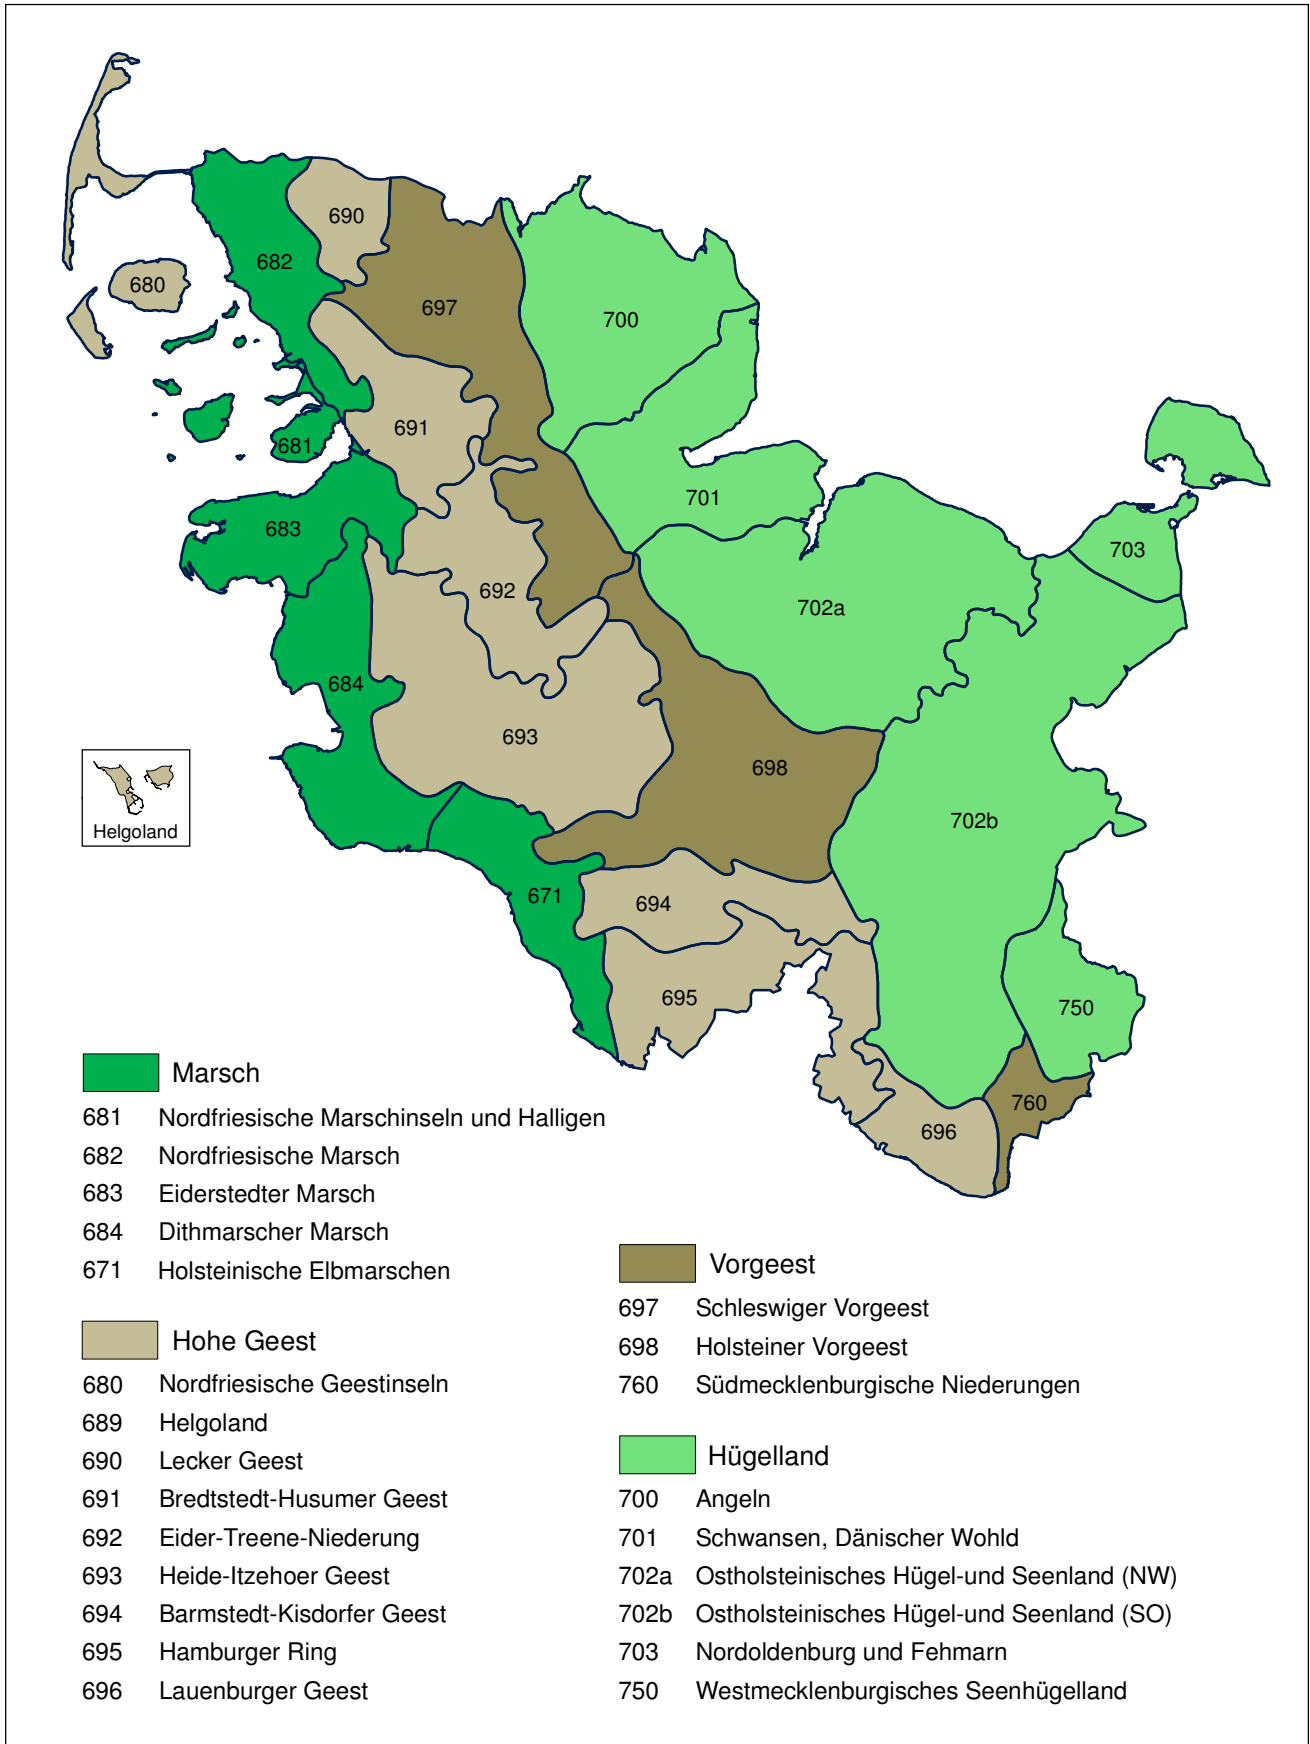 690
682
680
697
700
691
681
701
683
703
692
702a
684
693
698
702b
Helgoland
671
694
695
750
760
696
Marsch
681 Nordfriesische Marschinseln und Halligen
682 Nordfriesische Marsch
683 Eiderstedter Marsch
684 Dithmarscher Marsch
671 Holsteinische Elbmarschen
Hohe Geest
680 Nordfriesische Geestinseln
689 Helgoland
690 Lecker Geest
691 Bredtstedt-Husumer Geest
692 Eider-Treene-Niederung
693 Heide-Itzehoer Geest
694 Barmstedt-Kisdorfer Geest
695 Hamburger Ring
696 Lauenburger Geest
Vorgeest
697 Schleswiger Vorgeest
698 Holsteiner Vorgeest
760 Südmecklenburgische Niederungen
Hügelland
700 Angeln
701 Schwansen, Dänischer Wohld
702a Ostholsteinisches Hügel-und Seenland (NW)
702b Ostholsteinisches Hügel-und Seenland (SO)
703 Nordoldenburg und Fehmarn
750 Westmecklenburgisches Seenhügelland